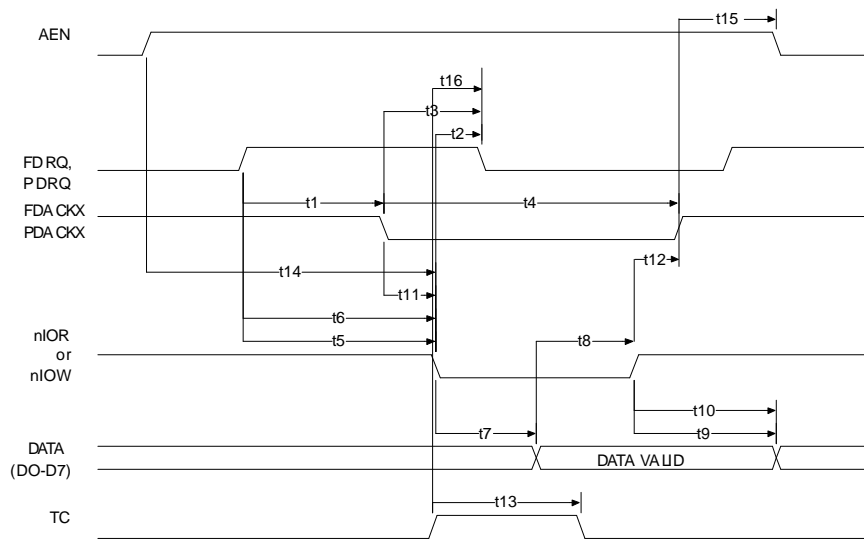 t15
AEN
t16
t3
t2
FDRQ,
PDRQ
t1
t4
FDACKX
PDACKX
t12
t14
t11
t6
t5
t8
nIOR
or
nIOW
t10
t7
t9
DATA
(DO-D7)
DATA VALID
t13
TC